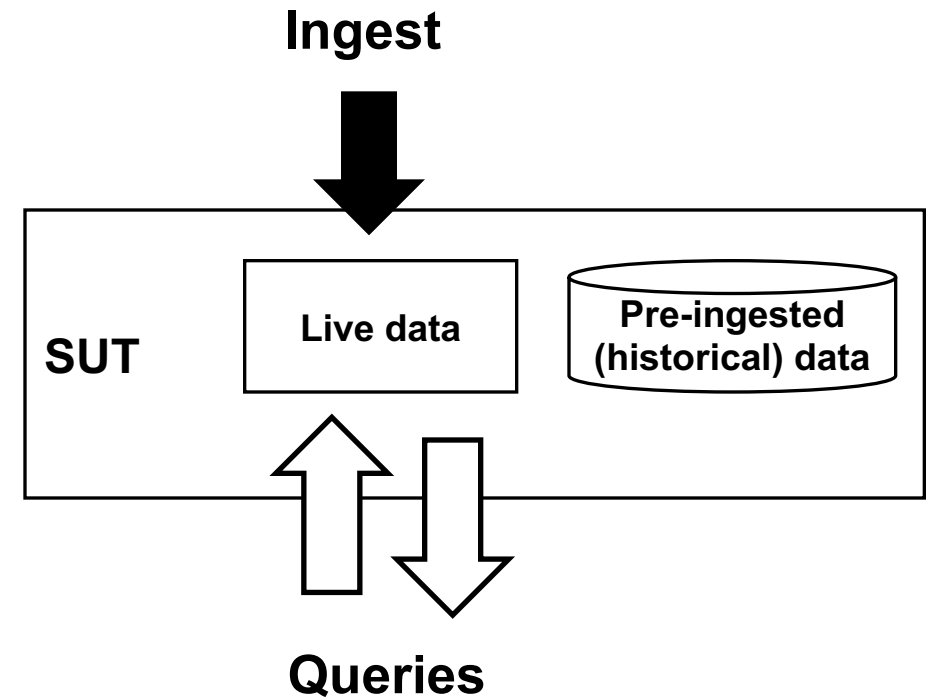 Ingest
SUT
Live data
Pre-ingested
(historical) data
Queries